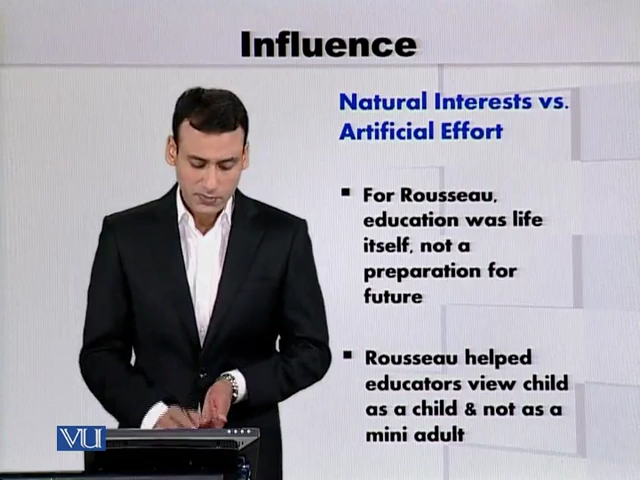 Influence
Natural Interests vs.
Artificial Effort
▪ For Rousseau,
education was life
itself, not a
preparation for
future
▪ Rousseau helped
educators view child
as a child & not as a
mini adult
VU